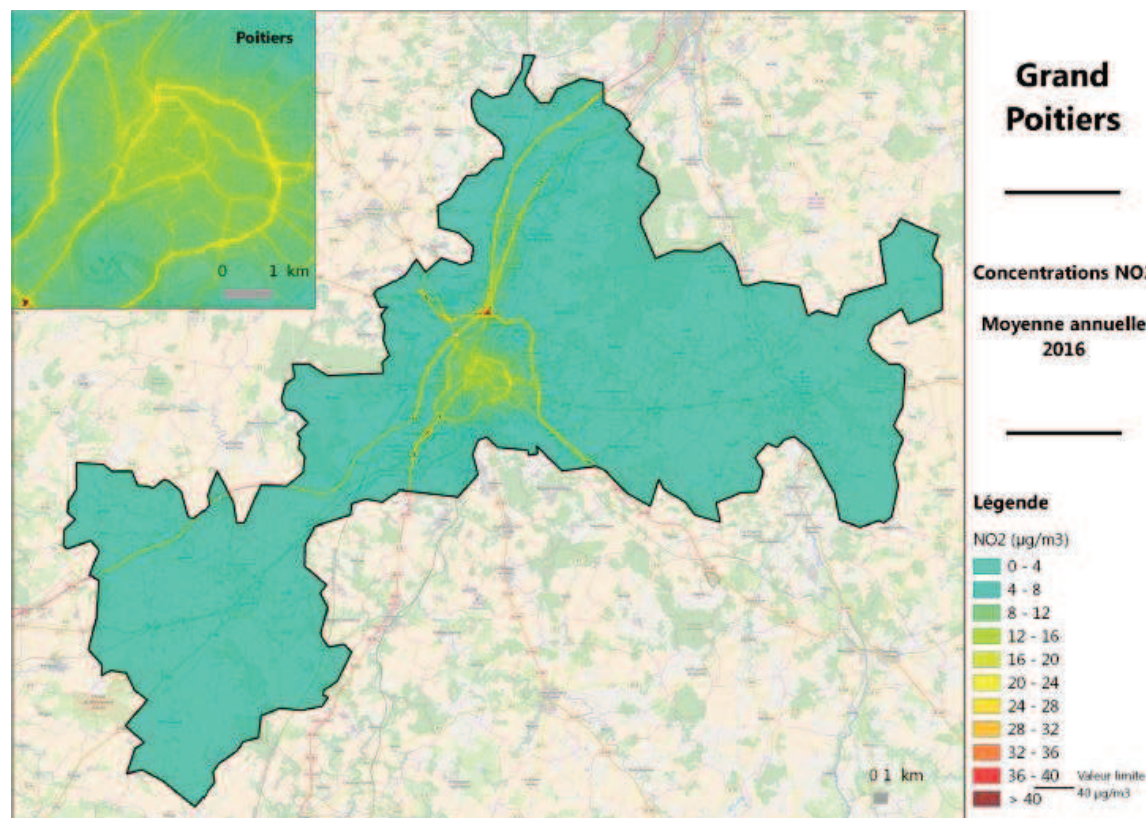 Poitiers
0 1 km
Grand
Poitiers
Concentrations NO2
Moyenne annuelle
2016
0 1 km
Légende
NO2 (µg/m3)
0 - 4
4 - 8
8 - 12
12 - 16
16 - 20
20 - 24
24 - 28
28 - 32
32 - 36
36 - 40
Valeur limite
40 µg/m3
> 40